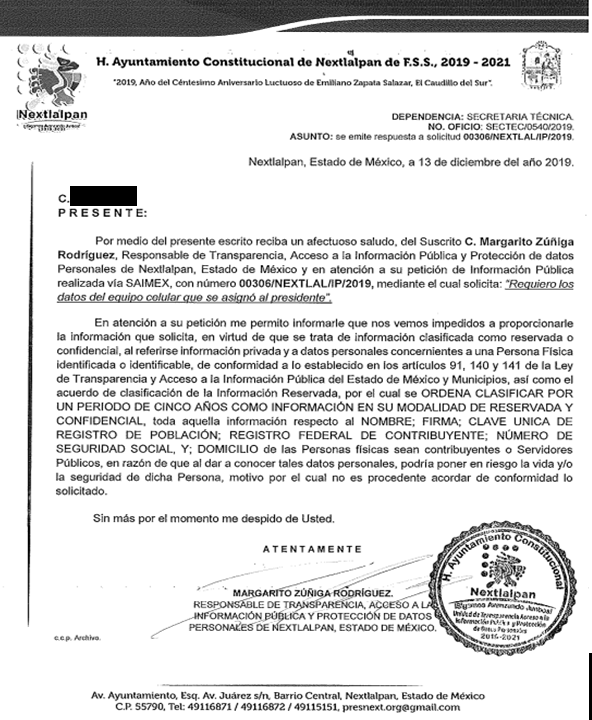 H. Ayuntamiento Constitucional de Nextlalpan de F.S.S., 2019 - 2021
"2019, Año del Céntesimo Aniversario Luctuoso de Emiliano Zapata Salazar, El Caudillo del Sur".
Nextlalpan
DEPENDENCIA: SECRETARIA TÉCNICA.
NO. OFICIO: SECTEC/0540/2019.
ASUNTO: se emite respuesta a solicitud 00306/NEXTLAL/IP/2019.
Nextlalpan, Estado de México, a 13 de diciembre del año 2019.
C.
P R E S E N T E:
Por medio del presente escrito reciba un afectuoso saludo, del Suscrito C. Margarito Zúñiga
Rodríguez, Responsable de Transparencia, Acceso a la Información Pública y Protección de datos
Personales de Nextlalpan, Estado de México y en atención a su petición de Información Pública
realizada vía SAIMEX, con número 00306/NEXTLAL/IP/2019, mediante el cual solicita: "Requiero los
datos del equipo celular que se asignó al presidente".
En atención a su petición me permito informarle que nos vemos impedidos a proporcionarle
la información que solicita, en virtud de que se trata de información clasificada como reservada o
confidencial, al referirse información privada y a datos personales concernientes a una Persona Física
identificada o identificable, de conformidad a lo establecido en los artículos 91, 140 y 141 de la Ley
de Transparencia y Acceso a la Información Pública del Estado de México y Municipios, así como el
acuerdo de clasificación de la Información Reservada, por el cual se ORDENA CLASIFICAR POR
UN PERIODO DE CINCO AÑOS COMO INFORMACIÓN EN SU MODALIDAD DE RESERVADA Y
CONFIDENCIAL, toda aquella información respecto al NOMBRE; FIRMA; CLAVE UNICA DE
REGISTRO DE POBLACIÓN; REGISTRO FEDERAL DE CONTRIBUYENTE; NÚMERO DE
SEGURIDAD SOCIAL, Y; DOMICILIO de las Personas físicas sean contribuyentes o Servidores
Públicos, en razón de que al dar a conocer tales datos personales, podría poner en riesgo la vida y/o
la seguridad de dicha Persona, motivo por el cual no es procedente acordar de conformidad lo
solicitado.
Sin más por el momento me despido de Usted.
A T E N T A M E N T E
MARGARITO ZÚÑIGA RODRÍGUEZ.
RESPONSABLE DE TRANSPARENCIA, ACCESO A LA
INFORMACIÓN PÚBLICA Y PROTECCIÓN DE DATOS
PERSONALES DE NEXTLALPAN, ESTADO DE MÉXICO.
H. Ayuntamiento Constitucional
Nextlalpan
¡Sigamos Avanzando Juntos!
Unidad de Transparencia Acceso a la
Información Pública y Protección
de Datos Personales
2019-2021
c.c.p. Archivo.
Av. Ayuntamiento, Esq. Av. Juárez s/n, Barrio Central, Nextlalpan, Estado de México
C.P. 55790, Tel: 49116871 / 49116872 / 49115151, presnext.org@gmail.com